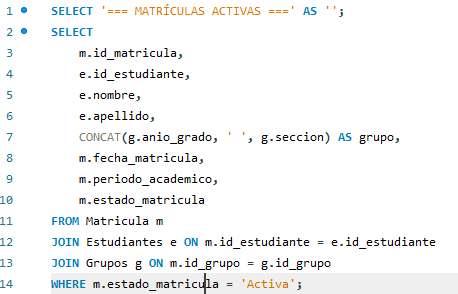 1 SELECT '=== MATRÍCULAS ACTIVAS ===' AS '';
2 SELECT
3 m.id_matricula,
4 e.id_estudiante,
5 e.nombre,
6 e.apellido,
7 CONCAT(g.anio_grado, ' ', g.seccion) AS grupo,
8 m.fecha_matricula,
9 m.periodo_academico,
10 m.estado_matricula
11 FROM Matricula m
12 JOIN Estudiantes e ON m.id_estudiante = e.id_estudiante
13 JOIN Grupos g ON m.id_grupo = g.id_grupo
14 WHERE m.estado_matricula = 'Activa';